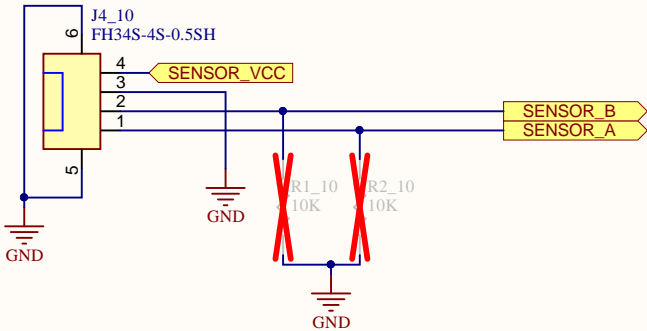 J4_10
FH34S-4S-0.5SH
6
4
SENSOR_VCC
3
2
SENSOR_B
1
SENSOR_A
5
R1_10
R2_10
10K
10K
GND
GND
GND